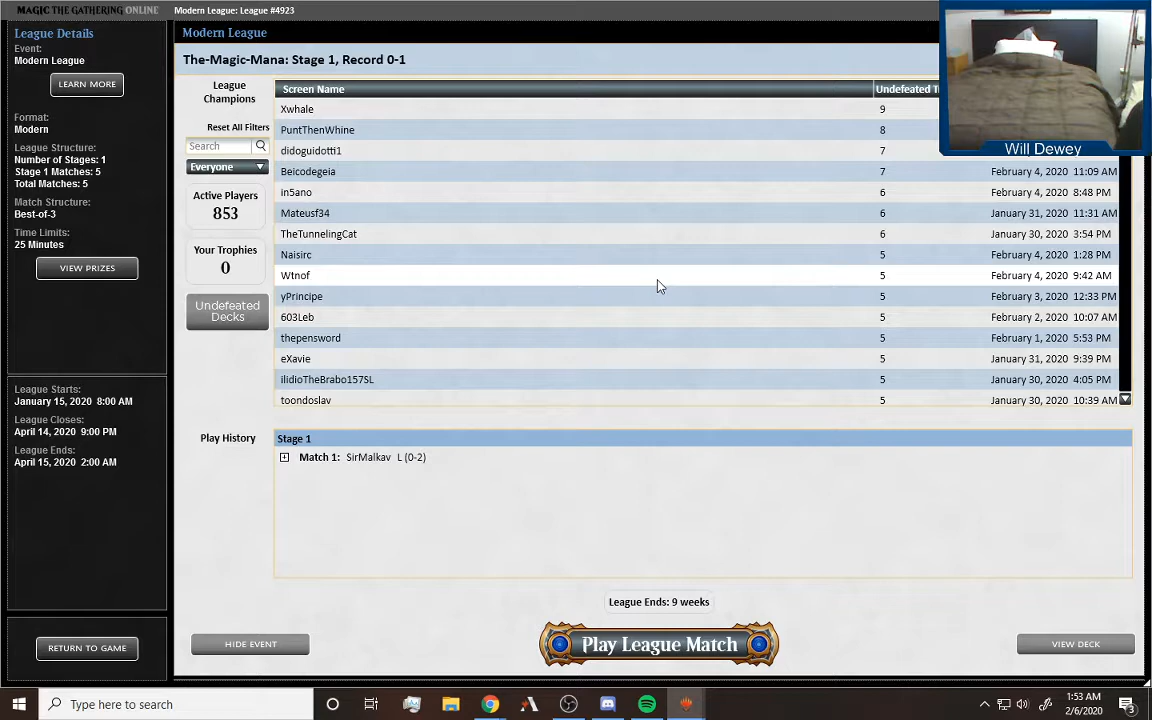 MAGIC THE GATHERING ONLINE
Modern League: League #4923
League Details
Event:
Modern League
LEARN MORE
Format:
Modern
League Structure:
Number of Stages: 1
Stage 1 Matches: 5
Total Matches: 5
Match Structure:
Best-of-3
Time Limits:
25 Minutes
VIEW PRIZES
League Starts:
January 15, 2020 8:00 AM
League Closes:
April 14, 2020 9:00 PM
League Ends:
April 15, 2020 2:00 AM
RETURN TO GAME
Modern League
The-Magic-Mana: Stage 1, Record 0-1
League
Champions
Reset All Filters
Search
Everyone
Active Players
853
Your Trophies
0
Undefeated
Decks
Screen Name Undefeated
Xwhale 9
PuntThenWhine 8
didoguidotti1 7
Beicodegeia 7 February 4, 2020 11:09 AM
in5ano 6 February 4, 2020 8:48 PM
Mateusf34 6 January 31, 2020 11:31 AM
TheTunnelingCat 6 January 30, 2020 3:54 PM
Naisirc 5 February 4, 2020 1:28 PM
Wtnof 5 February 4, 2020 9:42 AM
yPrincipe 5 February 3, 2020 12:33 PM
603Leb 5 February 2, 2020 10:07 AM
thepensword 5 February 1, 2020 5:53 PM
eXavie 5 January 31, 2020 9:39 PM
ilidioTheBrabo157SL 5 January 30, 2020 4:05 PM
toondoslav 5 January 30, 2020 10:39 AM
Will Dewey
Play History
Stage 1
Match 1: SirMalkav L (0-2)
League Ends: 9 weeks
HIDE EVENT
Play League Match
VIEW DECK
Type here to search
1:53 AM
2/6/2020
3